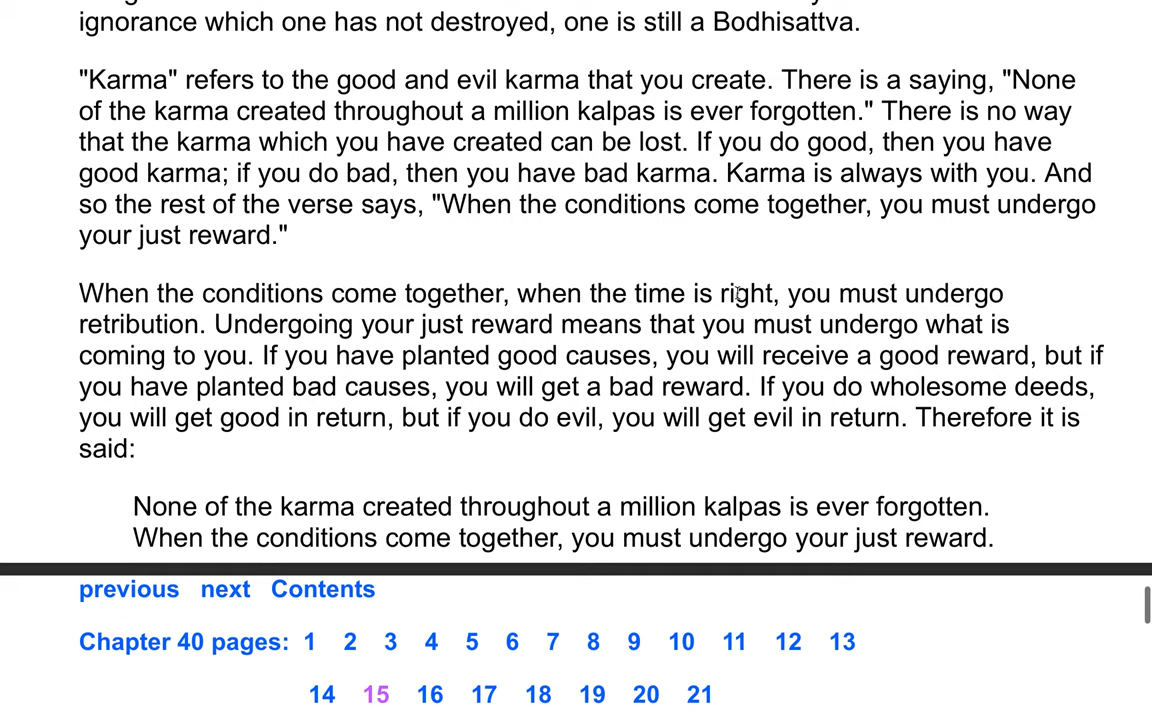 ignorance which one has not destroyed, one is still a Bodhisattva.
"Karma" refers to the good and evil karma that you create. There is a saying, "None
of the karma created throughout a million kalpas is ever forgotten." There is no way
that the karma which you have created can be lost. If you do good, then you have
good karma; if you do bad, then you have bad karma. Karma is always with you. And
so the rest of the verse says, "When the conditions come together, you must undergo
your just reward."
When the conditions come together, when the time is right, you must undergo
retribution. Undergoing your just reward means that you must undergo what is
coming to you. If you have planted good causes, you will receive a good reward, but if
you have planted bad causes, you will get a bad reward. If you do wholesome deeds,
you will get good in return, but if you do evil, you will get evil in return. Therefore it is
said:
None of the karma created throughout a million kalpas is ever forgotten.
When the conditions come together, you must undergo your just reward.
previous next Contents
Chapter 40 pages: 1 2 3 4 5 6 7 8 9 10 11 12 13
14 15 16 17 18 19 20 21